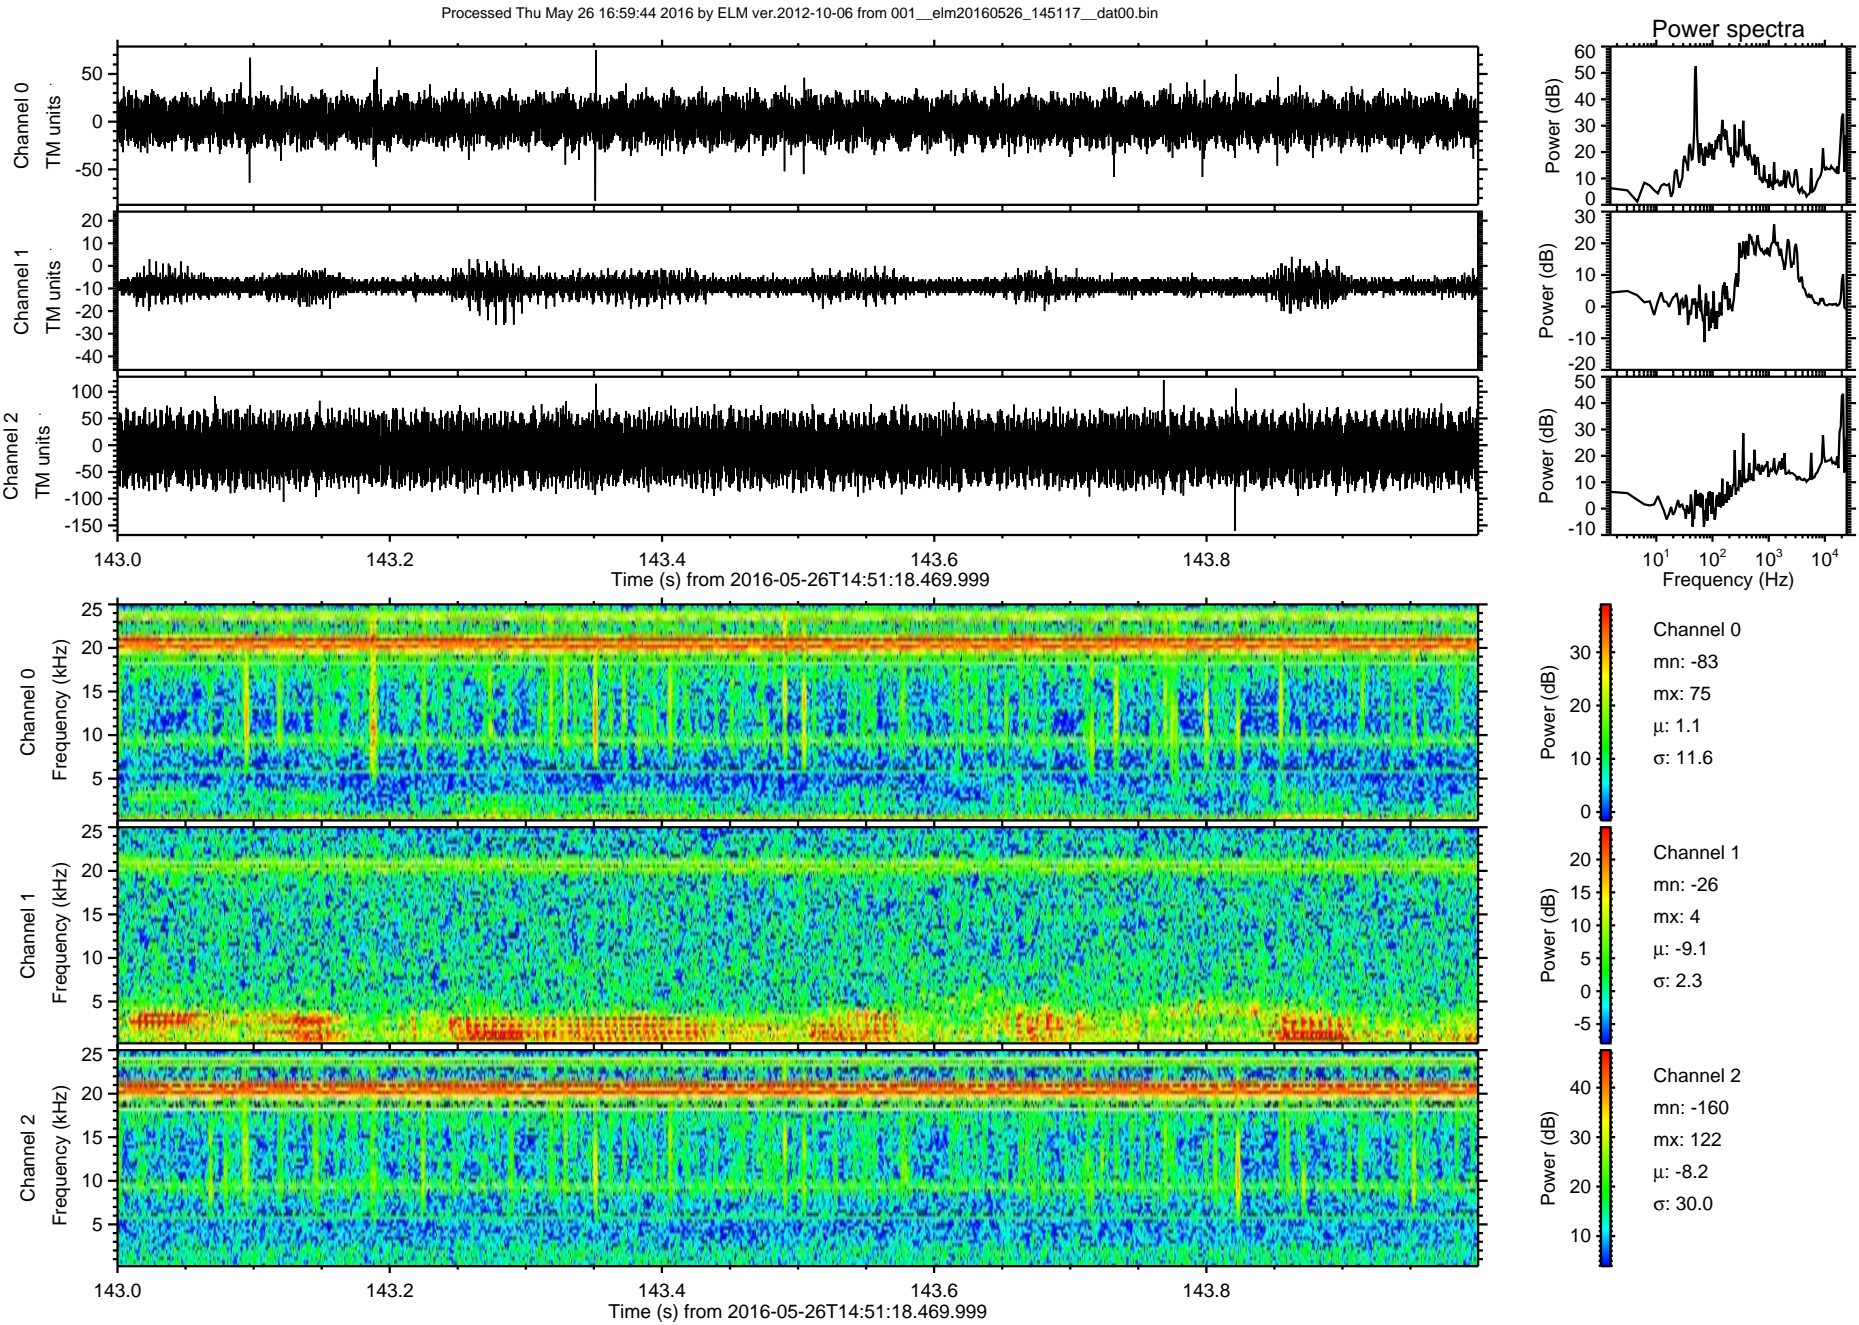 Processed Thu May 26 16:59:44 2016 by ELM ver.2012-10-06 from 001__elm20160526_145117__dat00.bin
Power spectra
Channel 0
TM units
50
0
-50
Power (dB)
60
50
40
30
20
10
0
Channel 1
TM units
20
10
0
-10
-20
-30
-40
Power (dB)
30
20
10
0
-10
-20
Channel 2
TM units
100
50
0
-50
-100
-150
Power (dB)
50
40
30
20
10
0
-10
143.0 143.2 143.4 143.6 143.8
Time (s) from 2016-05-26T14:51:18.469.999
10^1 10^2 10^3 10^4
Frequency (Hz)
Channel 0
Frequency (kHz)
25
20
15
10
5
Power (dB)
30
20
10
0
Channel 0
mn: -83
mx: 75
μ: 1.1
σ: 11.6
Channel 1
Frequency (kHz)
25
20
15
10
5
Power (dB)
20
15
10
5
0
-5
Channel 1
mn: -26
mx: 4
μ: -9.1
σ: 2.3
Channel 2
Frequency (kHz)
25
20
15
10
5
Power (dB)
40
30
20
10
Channel 2
mn: -160
mx: 122
μ: -8.2
σ: 30.0
143.0 143.2 143.4 143.6 143.8
Time (s) from 2016-05-26T14:51:18.469.999